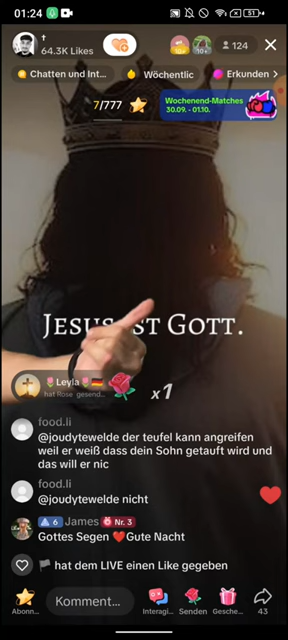 01:24
51
†
64.3K Likes
10+
124
Chatten und Int...
Wöchentlic
Erkunden >
7/777
Wochenend-Matches
30.09. - 01.10.
JESUS IST GOTT.
🌷Leyla🌷🇩🇪
hat Rose gesend...
x1
food.li
@joudytewelde der teufel kann angreifen
weil er weiß dass dein Sohn getauft wird und
das will er nic
food.li
@joudytewelde nicht
6 James Nr. 3
Gottes Segen ❤️Gute Nacht
hat dem LIVE einen Like gegeben
Abonn...
Komment...
Interagi...
Senden
Gesche...
43